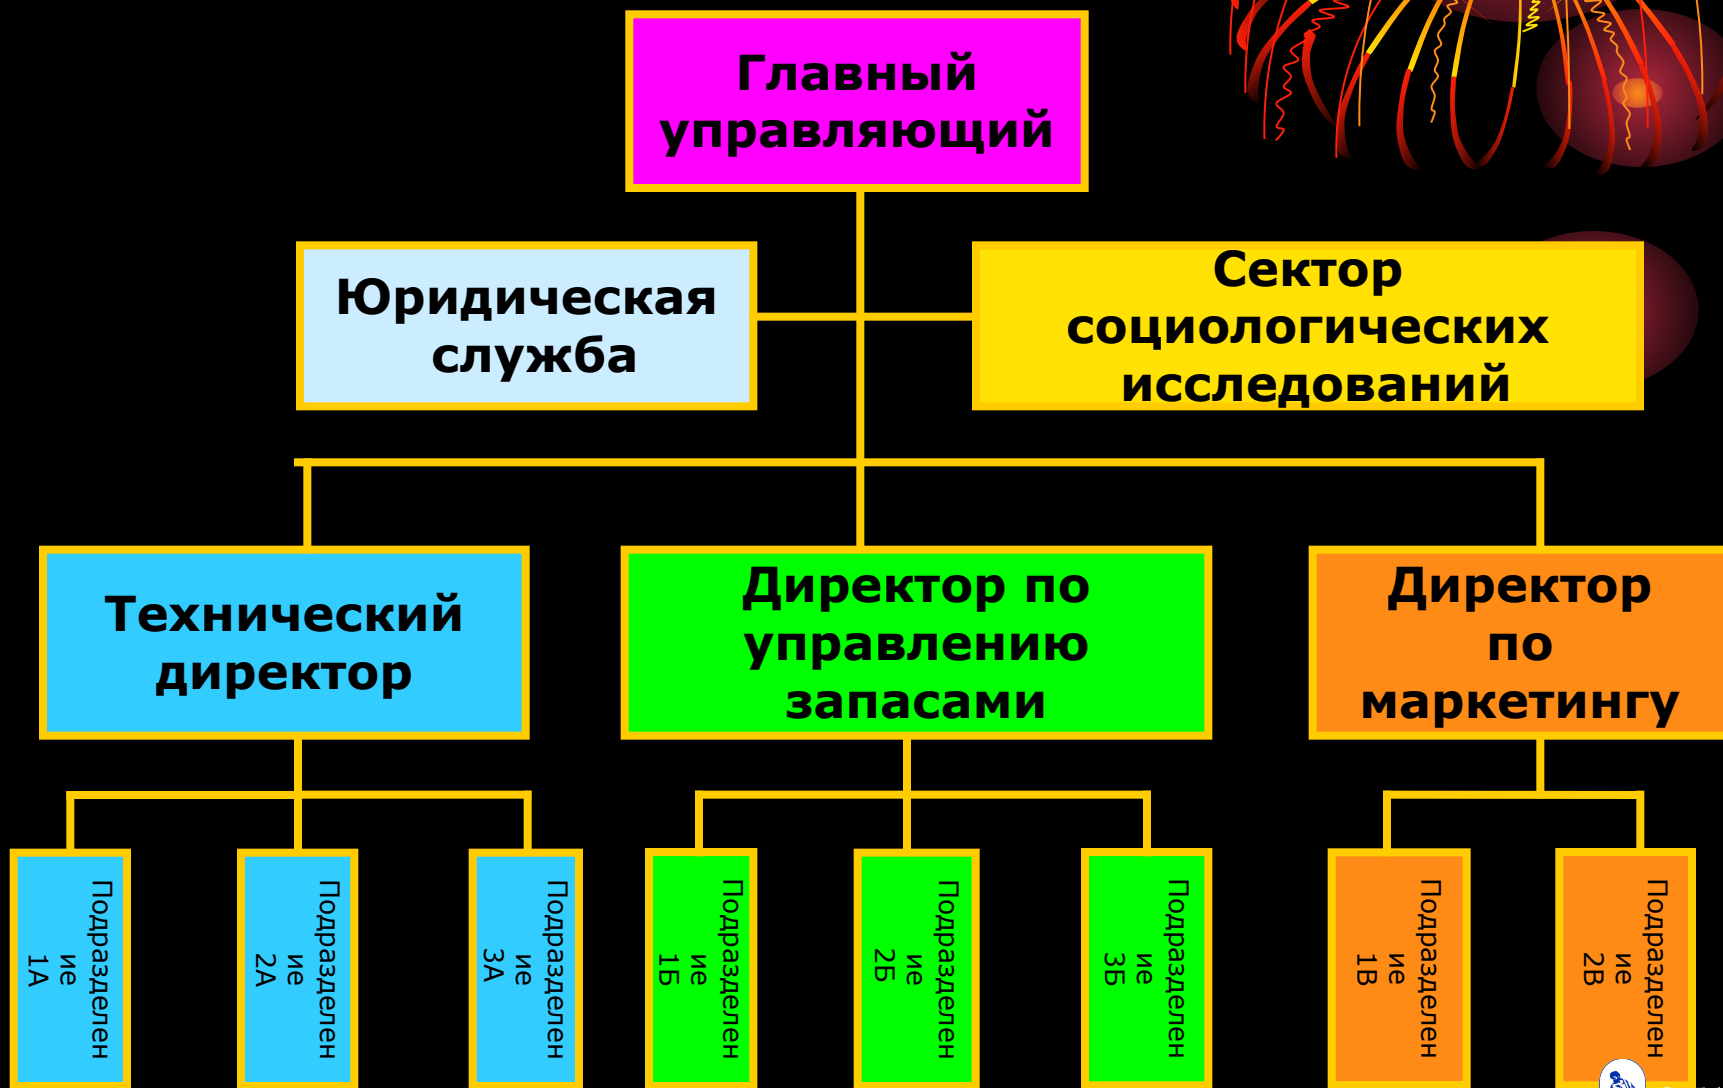 Главный
управляющий
Юридическая
служба
Сектор
социологических
исследований
Технический
директор
Директор по
управлению
запасами
Директор
по
маркетингу
Подразделен
ие
1А
Подразделен
ие
2А
Подразделен
ие
3А
Подразделен
ие
1Б
Подразделен
ие
2Б
Подразделен
ие
3Б
Подразделен
ие
1В
Подразделен
ие
2В